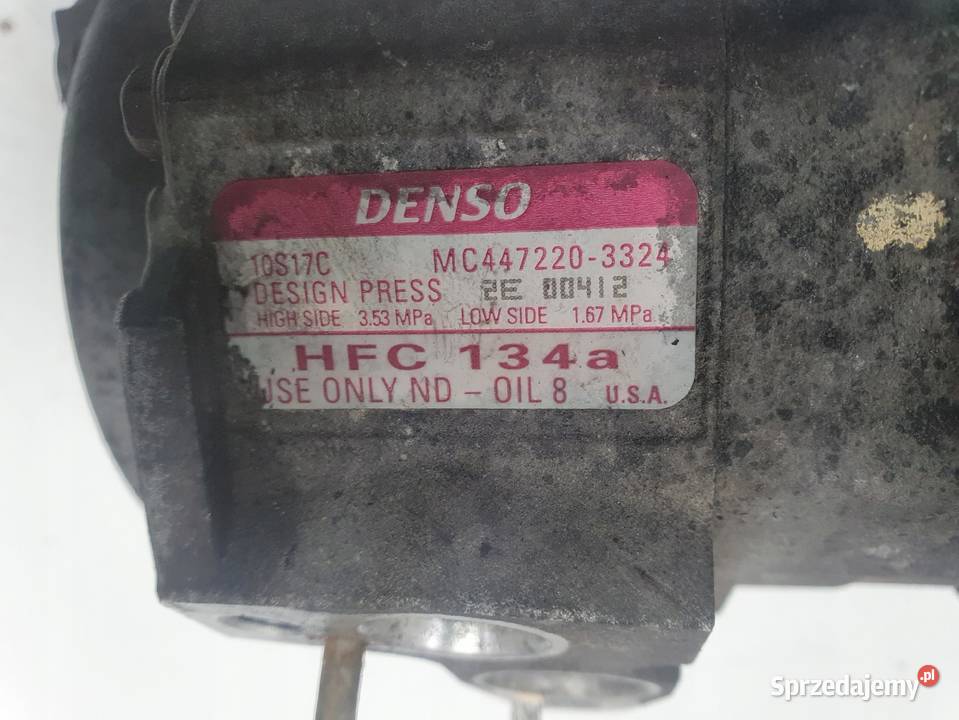 DENSO
10S17C MC447220-3324
DESIGN PRESS 2E 00412
HIGH SIDE 3.53 MPa LOW SIDE 1.67 MPa
HFC 134a
USE ONLY ND - OIL 8 U.S.A.
Sprzedajemy.pl